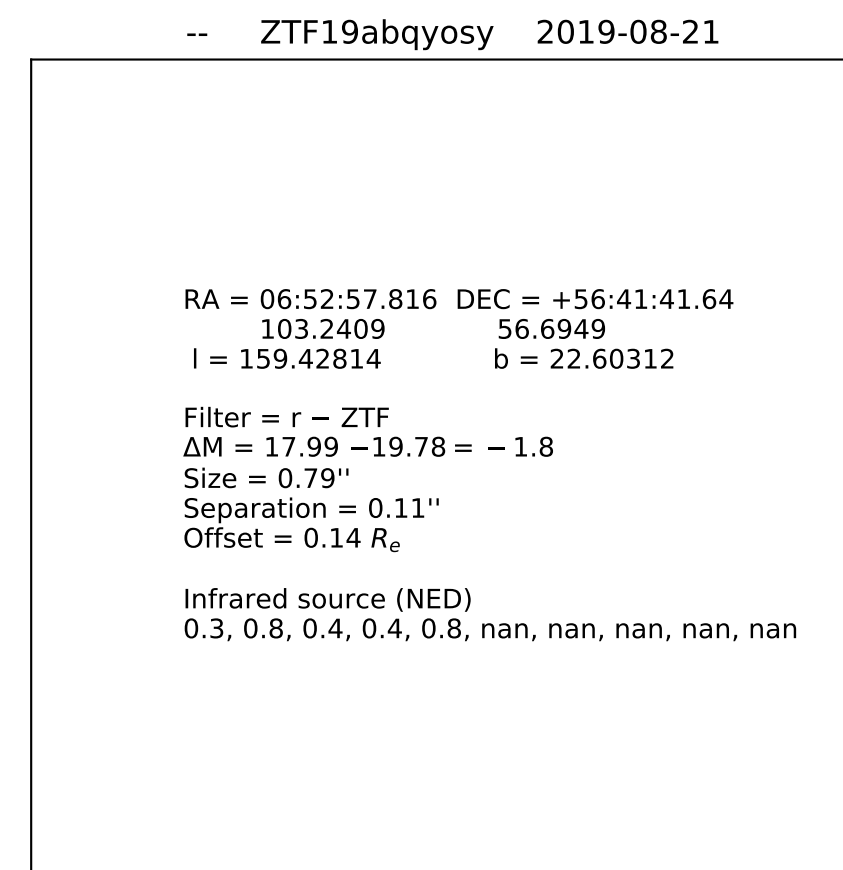 -- ZTF19abqyosy 2019-08-21
RA = 06:52:57.816 DEC = +56:41:41.64
103.2409 56.6949
l = 159.42814 b = 22.60312
Filter = r − ZTF
ΔM = 17.99 −19.78 = − 1.8
Size = 0.79''
Separation = 0.11''
Offset = 0.14 Re
Infrared source (NED)
0.3, 0.8, 0.4, 0.4, 0.8, nan, nan, nan, nan, nan